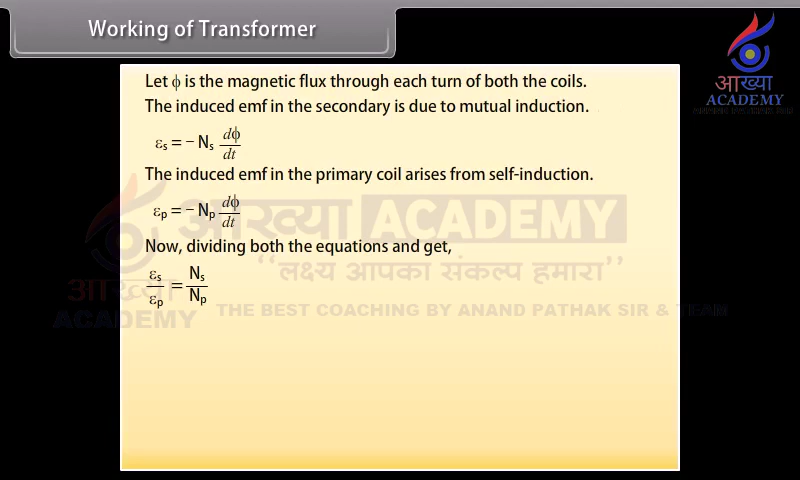 Working of Transformer
आख्या
ACADEMY
Let ϕ is the magnetic flux through each turn of both the coils.
The induced emf in the secondary is due to mutual induction.
εs = − Ns dϕ/dt
The induced emf in the primary coil arises from self-induction.
εp = − Np dϕ/dt
आख्या ACADEMY
Now, dividing both the equations and get,
‘‘लक्ष्य आपका संकल्प हमारा’’
εs/εp = Ns/Np
आख्या
ACADEMY
THE BEST COACHING BY ANAND PATHAK SIR & TEAM